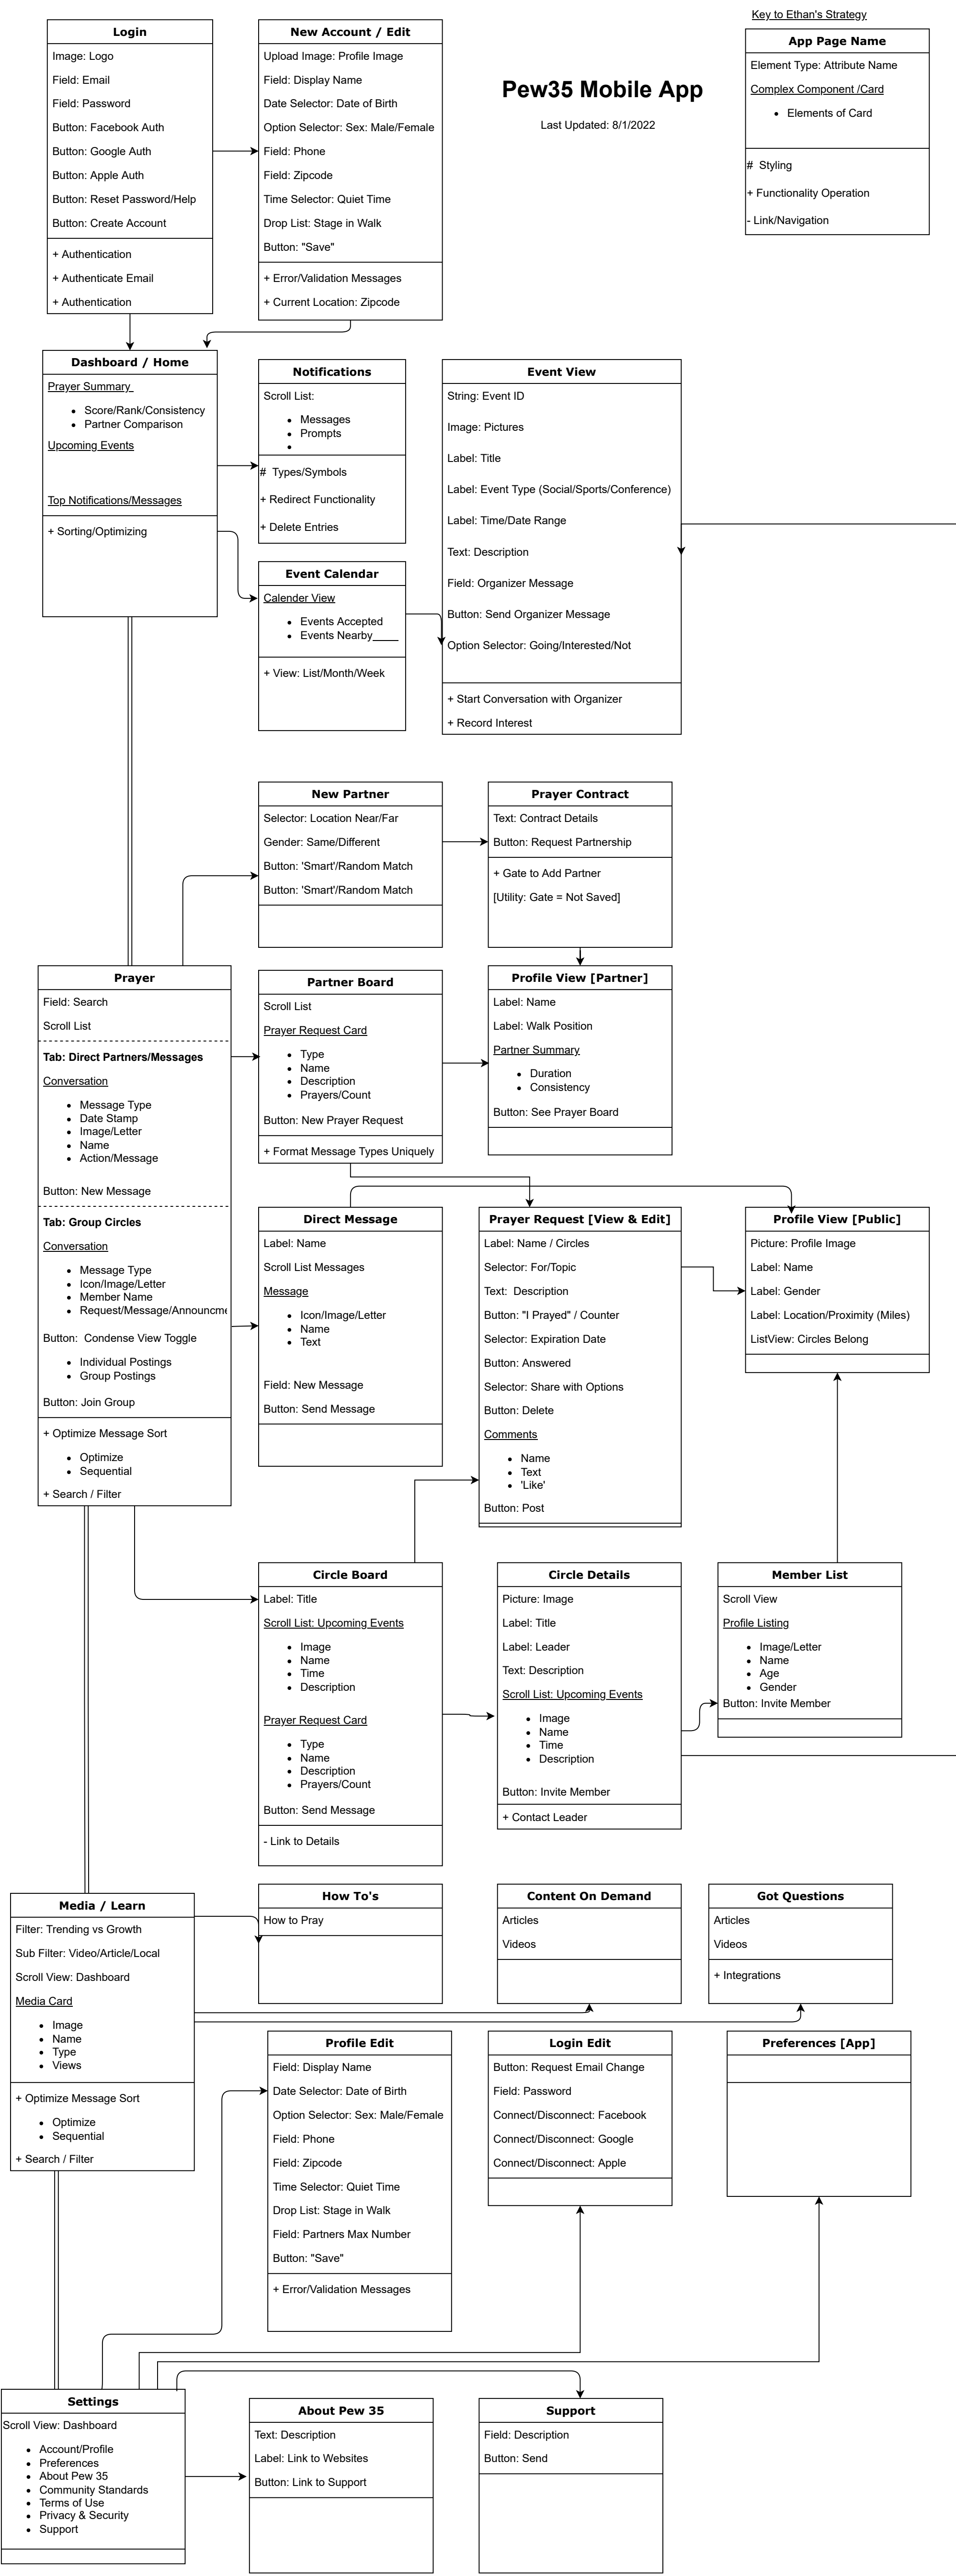 Key to Ethan's Strategy
Login
Image: Logo
Field: Email
Field: Password
Button: Facebook Auth
Button: Google Auth
Button: Apple Auth
Button: Reset Password/Help
Button: Create Account
+ Authentication
+ Authenticate Email
+ Authentication
New Account / Edit
Upload Image: Profile Image
Field: Display Name
Date Selector: Date of Birth
Option Selector: Sex: Male/Female
Field: Phone
Field: Zipcode
Time Selector: Quiet Time
Drop List: Stage in Walk
Button: "Save"
+ Error/Validation Messages
+ Current Location: Zipcode
Pew35 Mobile App
Last Updated: 8/1/2022
App Page Name
Element Type: Attribute Name
Complex Component /Card
• Elements of Card
# Styling
+ Functionality Operation
- Link/Navigation
Dashboard / Home
Prayer Summary
• Score/Rank/Consistency
• Partner Comparison
Upcoming Events
Top Notifications/Messages
+ Sorting/Optimizing
Notifications
Scroll List:
• Messages
• Prompts
•
# Types/Symbols
+ Redirect Functionality
+ Delete Entries
Event Calendar
Calender View
• Events Accepted
• Events Nearby____
+ View: List/Month/Week
Event View
String: Event ID
Image: Pictures
Label: Title
Label: Event Type (Social/Sports/Conference)
Label: Time/Date Range
Text: Description
Field: Organizer Message
Button: Send Organizer Message
Option Selector: Going/Interested/Not
+ Start Conversation with Organizer
+ Record Interest
New Partner
Selector: Location Near/Far
Gender: Same/Different
Button: 'Smart'/Random Match
Button: 'Smart'/Random Match
Prayer Contract
Text: Contract Details
Button: Request Partnership
+ Gate to Add Partner
[Utility: Gate = Not Saved]
Prayer
Field: Search
Scroll List
Tab: Direct Partners/Messages
Conversation
• Message Type
• Date Stamp
• Image/Letter
• Name
• Action/Message
Button: New Message
Tab: Group Circles
Conversation
• Message Type
• Icon/Image/Letter
• Member Name
• Request/Message/Announcme
Button: Condense View Toggle
• Individual Postings
• Group Postings
Button: Join Group
+ Optimize Message Sort
• Optimize
• Sequential
+ Search / Filter
Partner Board
Scroll List
Prayer Request Card
• Type
• Name
• Description
• Prayers/Count
Button: New Prayer Request
+ Format Message Types Uniquely
Profile View [Partner]
Label: Name
Label: Walk Position
Partner Summary
• Duration
• Consistency
Button: See Prayer Board
Direct Message
Label: Name
Scroll List Messages
Message
• Icon/Image/Letter
• Name
• Text
Field: New Message
Button: Send Message
Prayer Request [View & Edit]
Label: Name / Circles
Selector: For/Topic
Text: Description
Button: "I Prayed" / Counter
Selector: Expiration Date
Button: Answered
Selector: Share with Options
Button: Delete
Comments
• Name
• Text
• 'Like'
Button: Post
Profile View [Public]
Picture: Profile Image
Label: Name
Label: Gender
Label: Location/Proximity (Miles)
ListView: Circles Belong
Circle Board
Label: Title
Scroll List: Upcoming Events
• Image
• Name
• Time
• Description
Prayer Request Card
• Type
• Name
• Description
• Prayers/Count
Button: Send Message
- Link to Details
Circle Details
Picture: Image
Label: Title
Label: Leader
Text: Description
Scroll List: Upcoming Events
• Image
• Name
• Time
• Description
Button: Invite Member
+ Contact Leader
Member List
Scroll View
Profile Listing
• Image/Letter
• Name
• Age
• Gender
Button: Invite Member
Media / Learn
Filter: Trending vs Growth
Sub Filter: Video/Article/Local
Scroll View: Dashboard
Media Card
• Image
• Name
• Type
• Views
+ Optimize Message Sort
• Optimize
• Sequential
+ Search / Filter
How To's
How to Pray
Content On Demand
Articles
Videos
Got Questions
Articles
Videos
+ Integrations
Profile Edit
Field: Display Name
Date Selector: Date of Birth
Option Selector: Sex: Male/Female
Field: Phone
Field: Zipcode
Time Selector: Quiet Time
Drop List: Stage in Walk
Field: Partners Max Number
Button: "Save"
+ Error/Validation Messages
Login Edit
Button: Request Email Change
Field: Password
Connect/Disconnect: Facebook
Connect/Disconnect: Google
Connect/Disconnect: Apple
Preferences [App]
Settings
Scroll View: Dashboard
• Account/Profile
• Preferences
• About Pew 35
• Community Standards
• Terms of Use
• Privacy & Security
• Support
About Pew 35
Text: Description
Label: Link to Websites
Button: Link to Support
Support
Field: Description
Button: Send